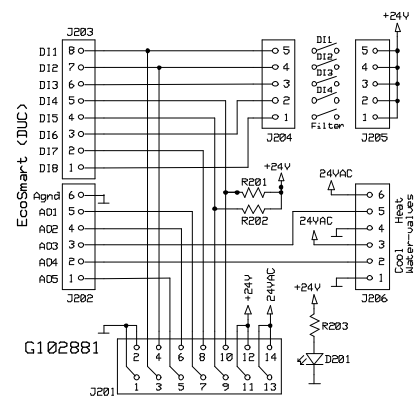 +24V
J203
DI1 8 5 DI1 5
DI2 7 4 DI2 4
DI3 6 3 DI3 3
DI4 5 2 DI4 2
DI5 4 1 Filter 1
DI6 3 J204 J205
DI7 2
DI8 1
EcoSmart (DUC)
+24V
R201
R202
24VAC
Agnd 6 6
AO1 5 5
AO2 4 24VAC 4
AO3 3 3
AO4 2 2
AO5 1 1
J202 J206
Heat
Cool
Water-valves
+24V
24VAC
+24V
R203
D201
G102881
2 4 6 8 10 12 14
1 3 5 7 9 11 13
J201